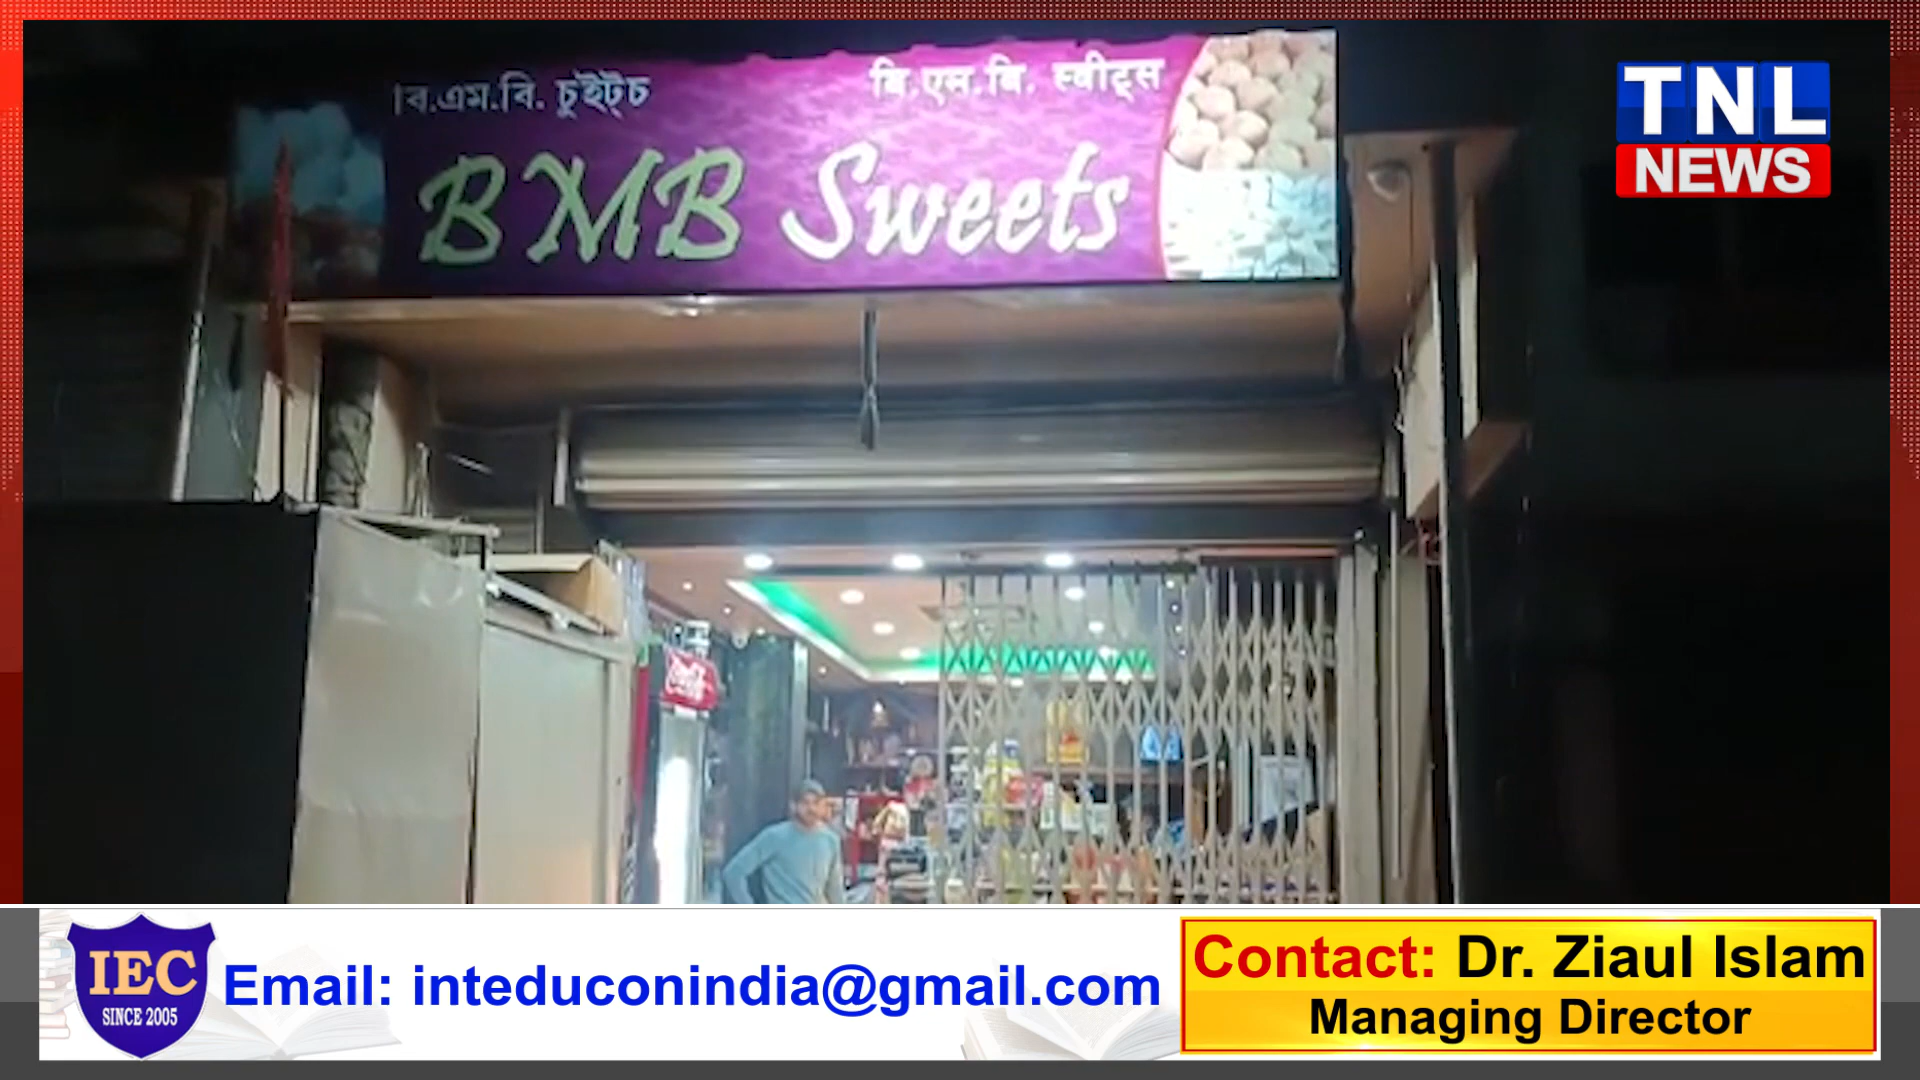 বি.এম.বি. চুইট্চ
बि.एम.बि. स्वीट्स
BMB Sweets
TNL
NEWS
IEC
SINCE 2005
Email: inteduconindia@gmail.com
Contact: Dr. Ziaul Islam
Managing Director